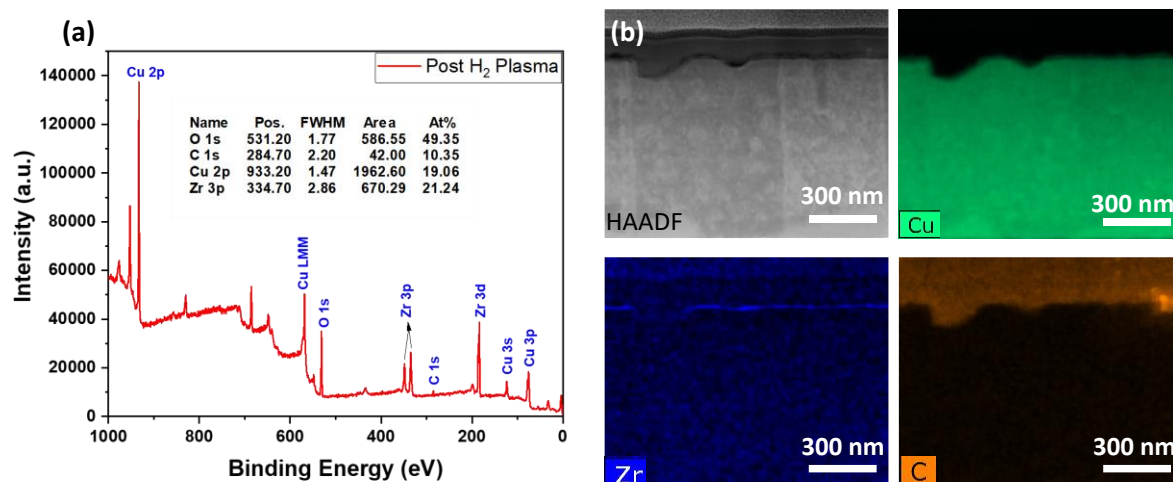 (a)
Post H2 Plasma
Cu 2p
Name Pos. FWHM Area At%
O 1s 531.20 1.77 586.55 49.35
C 1s 284.70 2.20 42.00 10.35
Cu 2p 933.20 1.47 1962.60 19.06
Zr 3p 334.70 2.86 670.29 21.24
Cu LMM
O 1s
Zr 3p
C 1s
Zr 3d
Cu 3s
Cu 3p
140000
120000
100000
80000
60000
40000
20000
0
Intensity (a.u.)
1000 800 600 400 200 0
Binding Energy (eV)
(b)
300 nm
HAADF
300 nm
Cu
300 nm
Zr
300 nm
C